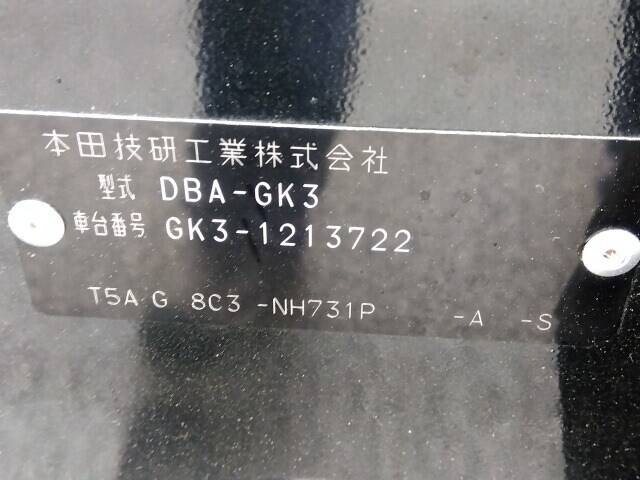 本田技研工業株式会社
型式 DBA-GK3
車台番号 GK3-1213722
T5A G 8C3 -NH731P -A -S